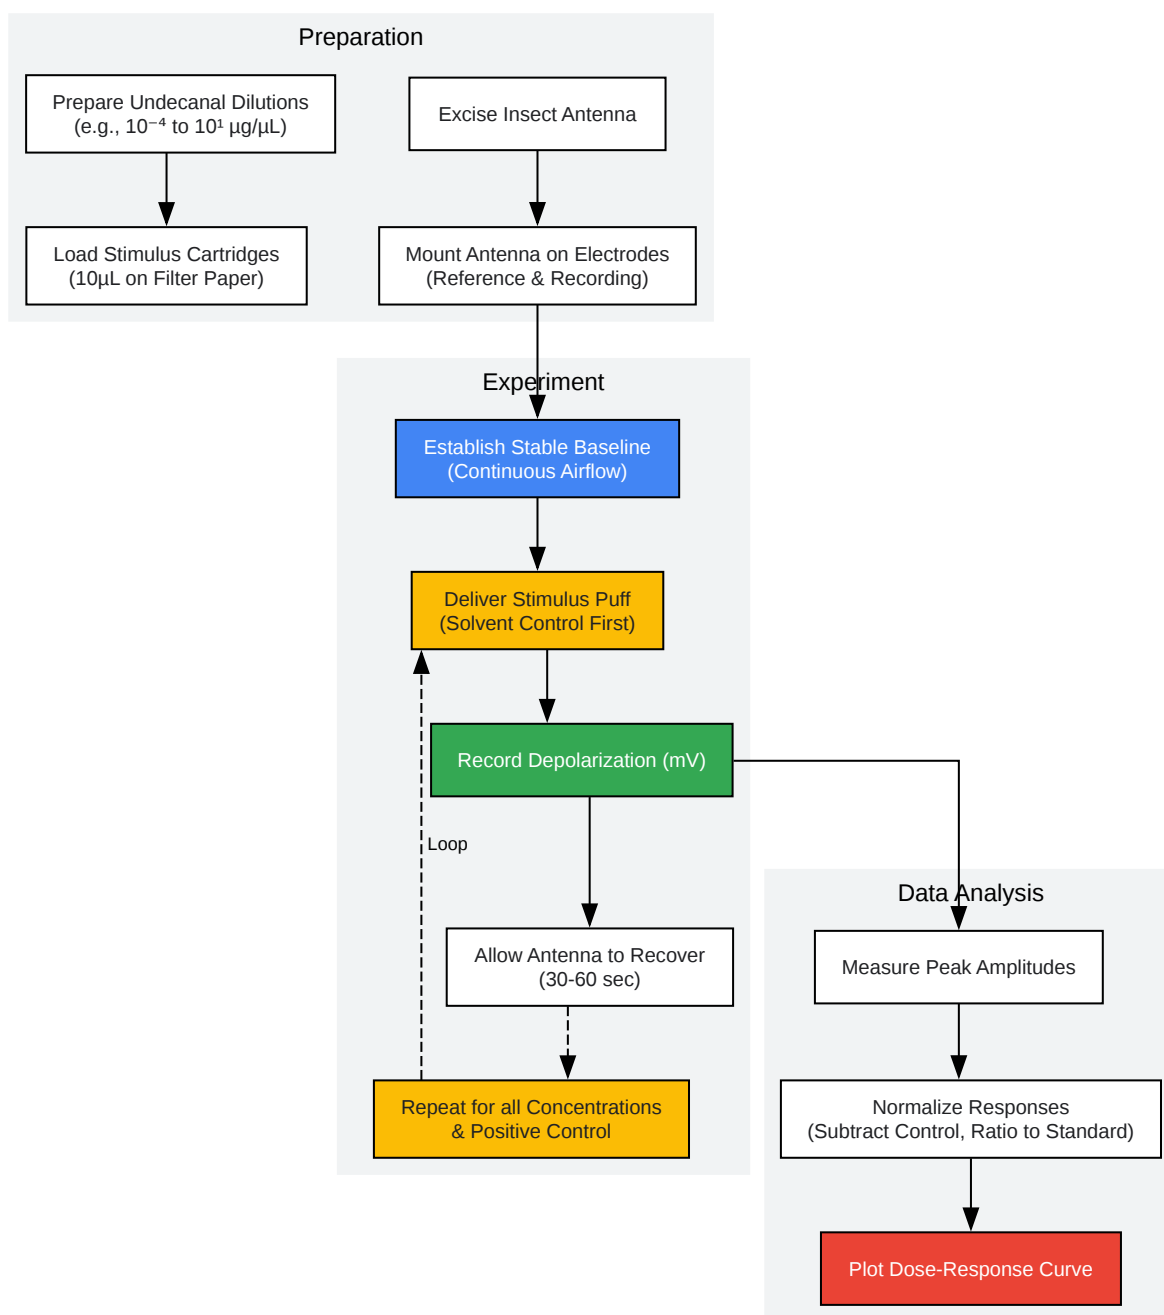 Preparation
Prepare Undecanal Dilutions
(e.g., 10⁻⁴ to 10¹ µg/µL)
Excise Insect Antenna
Load Stimulus Cartridges
(10µL on Filter Paper)
Mount Antenna on Electrodes
(Reference & Recording)
Experiment
Establish Stable Baseline
(Continuous Airflow)
Deliver Stimulus Puff
(Solvent Control First)
Record Depolarization (mV)
Loop
Allow Antenna to Recover
(30-60 sec)
Repeat for all Concentrations
& Positive Control
Data Analysis
Measure Peak Amplitudes
Normalize Responses
(Subtract Control, Ratio to Standard)
Plot Dose-Response Curve